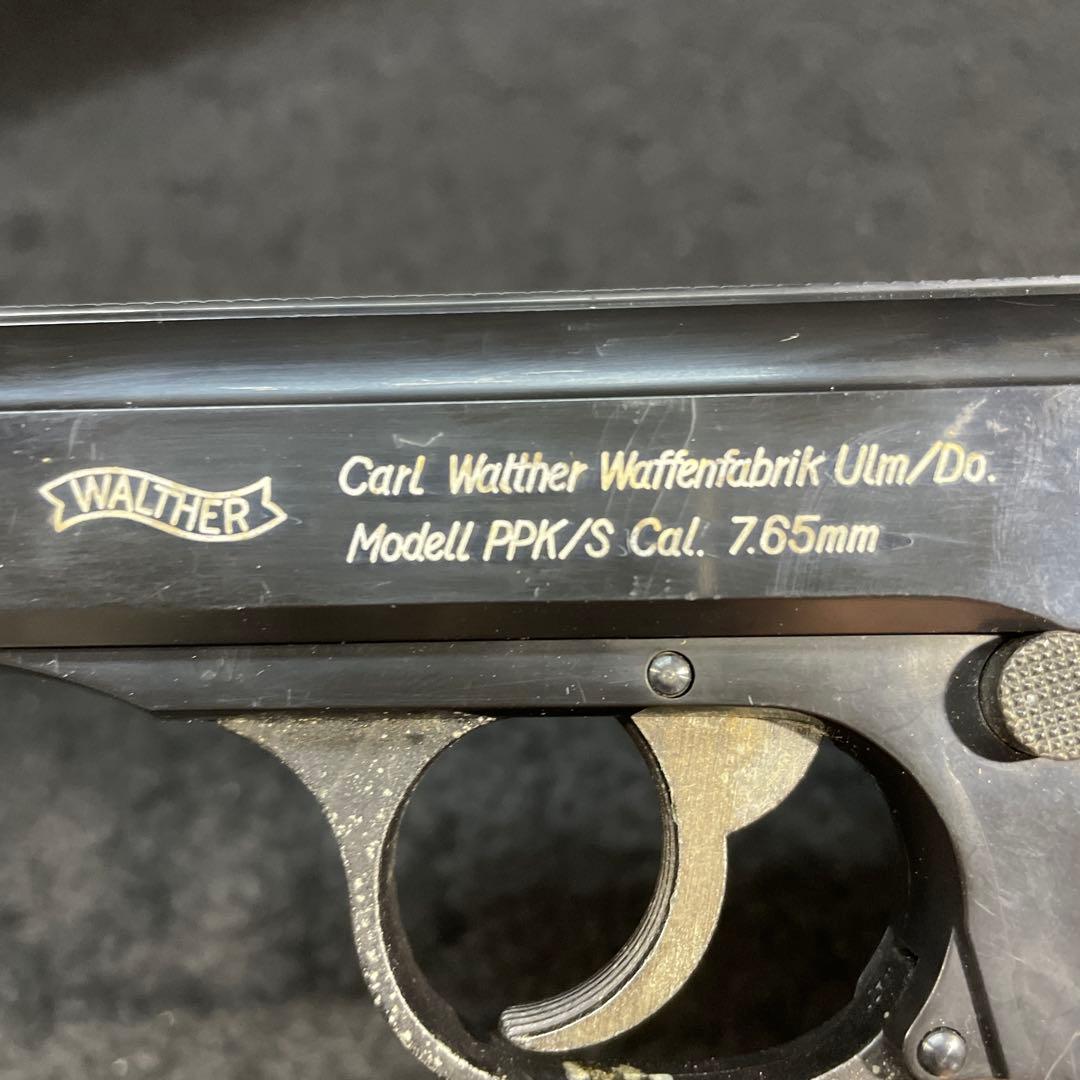 WALTHER
Carl Walther Waffenfabrik Ulm/Do.
Modell PPK/S Cal. 7.65mm